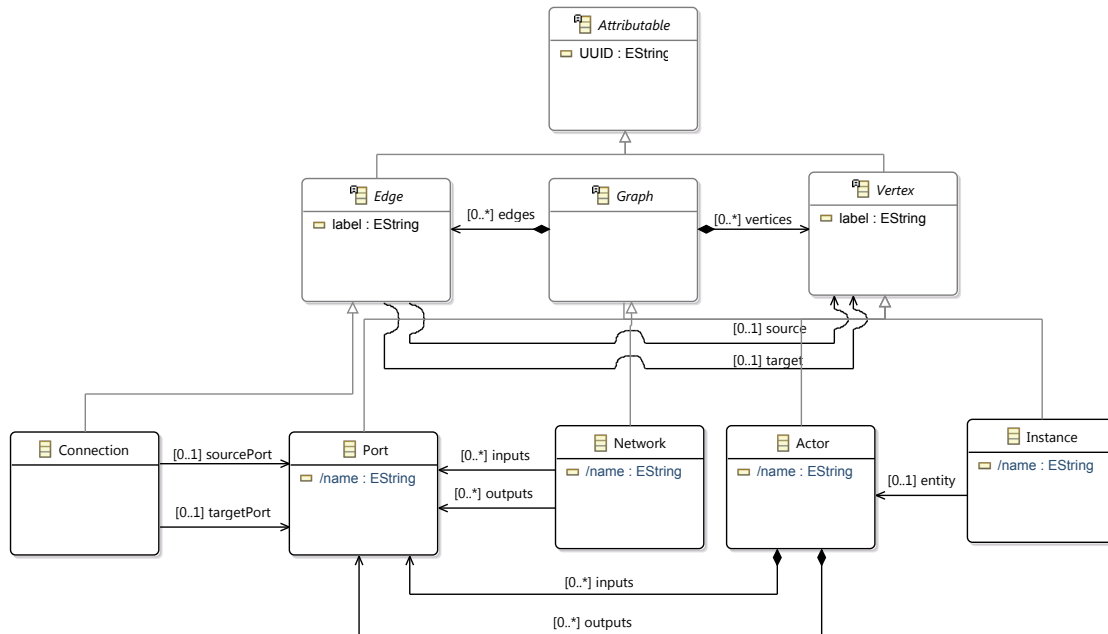 Attributable
UUID : EString
Edge
label : EString
Graph
Vertex
label : EString
[0..*] edges
[0..*] vertices
[0..1] source
[0..1] target
Connection
Port
/name : EString
Network
/name : EString
Actor
/name : EString
Instance
/name : EString
[0..1] sourcePort
[0..*] inputs
[0..1] entity
[0..*] outputs
[0..1] targetPort
[0..*] inputs
[0..*] outputs